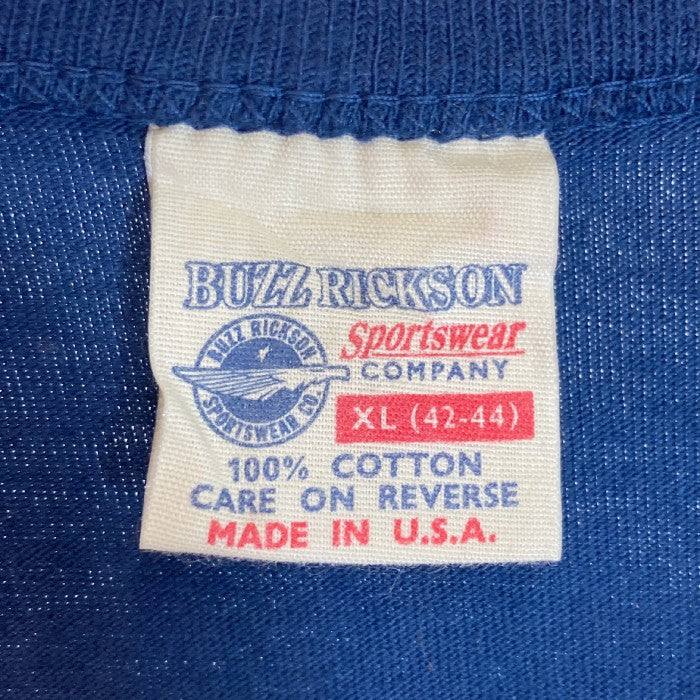 BUZZ RICKSON
BUZZ RICKSON
SPORTSWEAR CO.
Sportswear
COMPANY
XL (42-44)
100% COTTON
CARE ON REVERSE
MADE IN U.S.A.